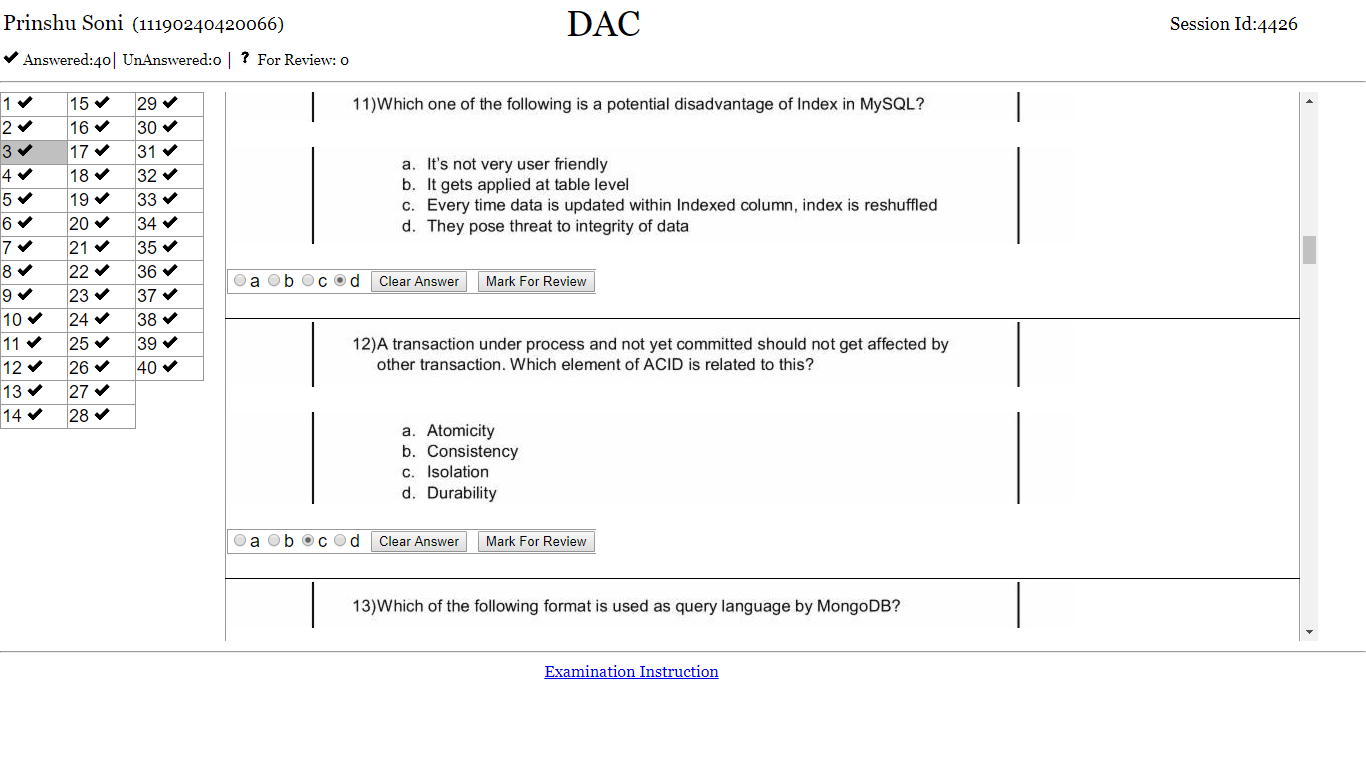 Prinshu Soni (11190240420066)
DAC
Session Id:4426
Answered:40| UnAnswered:0 | ? For Review: 0
1 15 29
2 16 30
3 17 31
4 18 32
5 19 33
6 20 34
7 21 35
8 22 36
9 23 37
10 24 38
11 25 39
12 26 40
13 27
14 28
11)Which one of the following is a potential disadvantage of Index in MySQL?
a. It's not very user friendly
b. It gets applied at table level
c. Every time data is updated within Indexed column, index is reshuffled
d. They pose threat to integrity of data
a b c d Clear Answer Mark For Review
12)A transaction under process and not yet committed should not get affected by
other transaction. Which element of ACID is related to this?
a. Atomicity
b. Consistency
c. Isolation
d. Durability
a b c d Clear Answer Mark For Review
13)Which of the following format is used as query language by MongoDB?
Examination Instruction